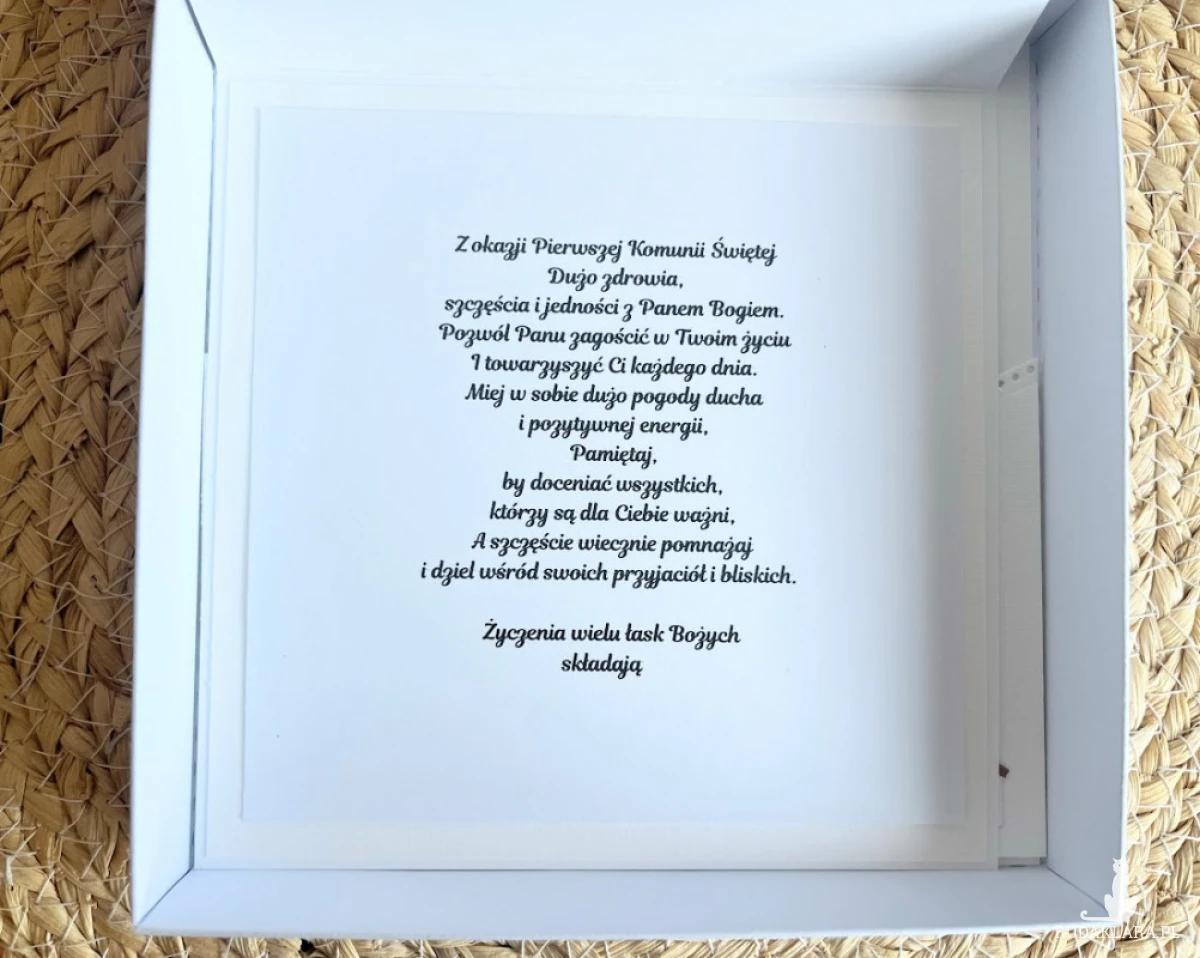 Z okazji Pierwszej Komunii Świętej
Dużo zdrowia,
szczęścia i jedności z Panem Bogiem.
Pozwól Panu zagościć w Twoim życiu
I towarzyszyć Ci każdego dnia.
Miej w sobie dużo pogody ducha
i pozytywnej energii,
Pamiętaj,
by doceniać wszystkich,
którzy są dla Ciebie ważni,
A szczęście wiecznie pomnażaj
i dziel wśród swoich przyjaciół i bliskich.
Życzenia wielu łask Bożych
składają